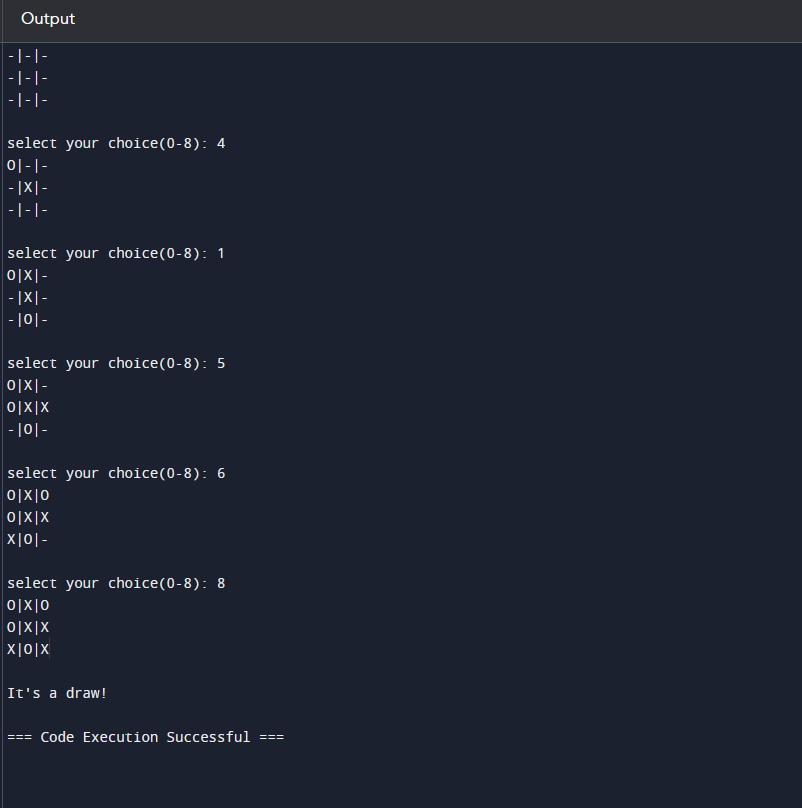 Output
-|-|-
-|-|-
-|-|-
select your choice(0-8): 4
O|-|-
-|X|-
-|-|-
select your choice(0-8): 1
O|X|-
-|X|-
-|O|-
select your choice(0-8): 5
O|X|-
O|X|X
-|O|-
select your choice(0-8): 6
O|X|O
O|X|X
X|O|-
select your choice(0-8): 8
O|X|O
O|X|X
X|O|X
It's a draw!
=== Code Execution Successful ===